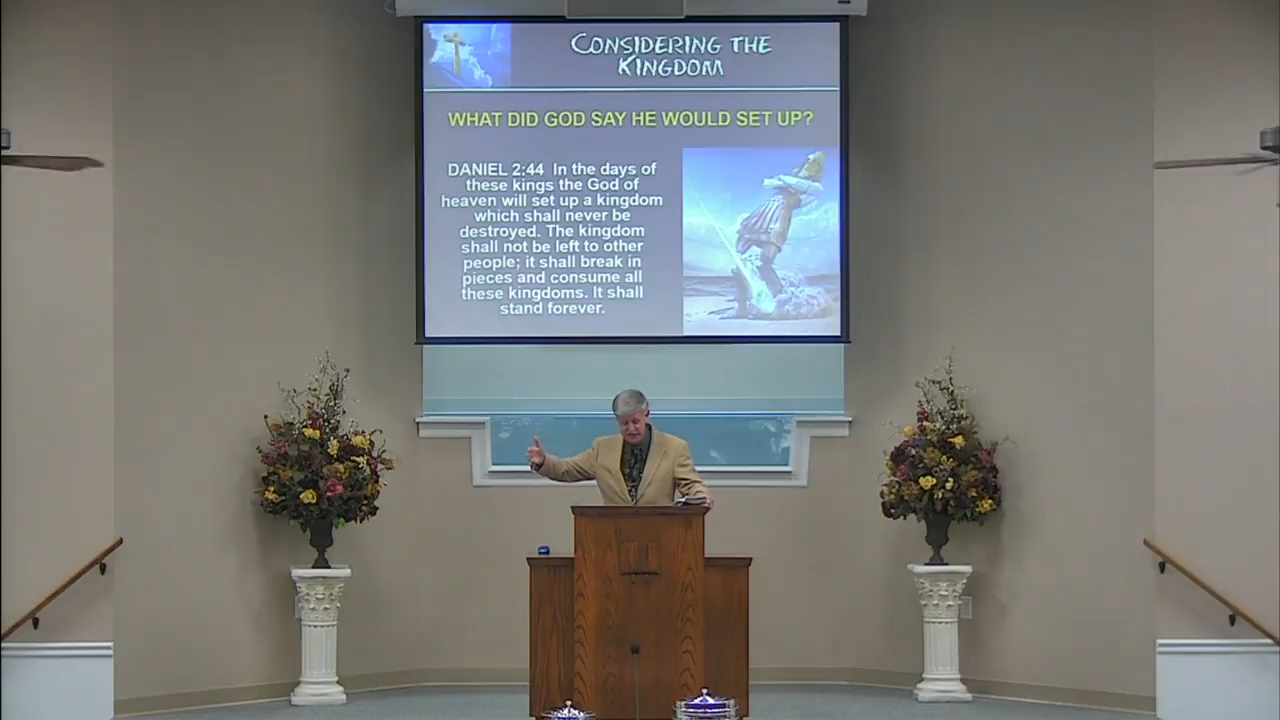 CONSIDERING THE
KINGDOM
WHAT DID GOD SAY HE WOULD SET UP?
DANIEL 2:44 In the days of
these kings the God of
heaven will set up a kingdom
which shall never be
destroyed. The kingdom
shall not be left to other
people; it shall break in
pieces and consume all
these kingdoms. It shall
stand forever.